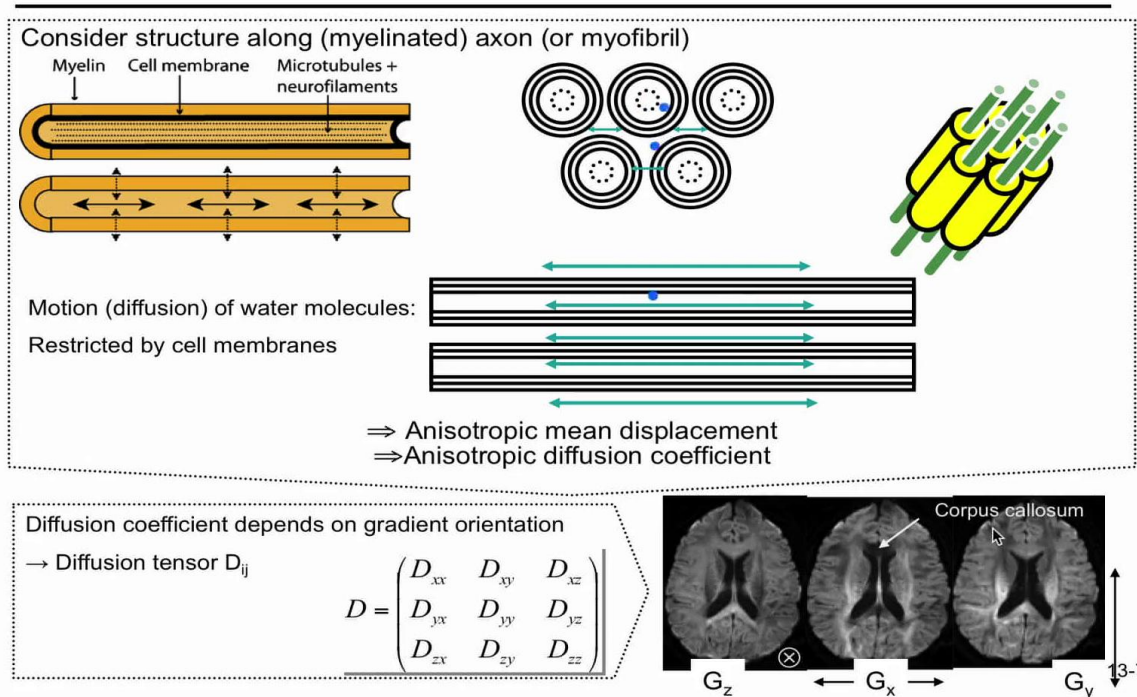 Consider structure along (myelinated) axon (or myofibril)
Myelin Cell membrane Microtubules +
neurofilaments
Motion (diffusion) of water molecules:
Restricted by cell membranes
⇒ Anisotropic mean displacement
⇒Anisotropic diffusion coefficient
Diffusion coefficient depends on gradient orientation
→ Diffusion tensor Dij
D = ( Dxx Dxy Dxz
Dyx Dyy Dyz
Dzx Dzy Dzz )
Corpus callosum
Gz Gx Gy